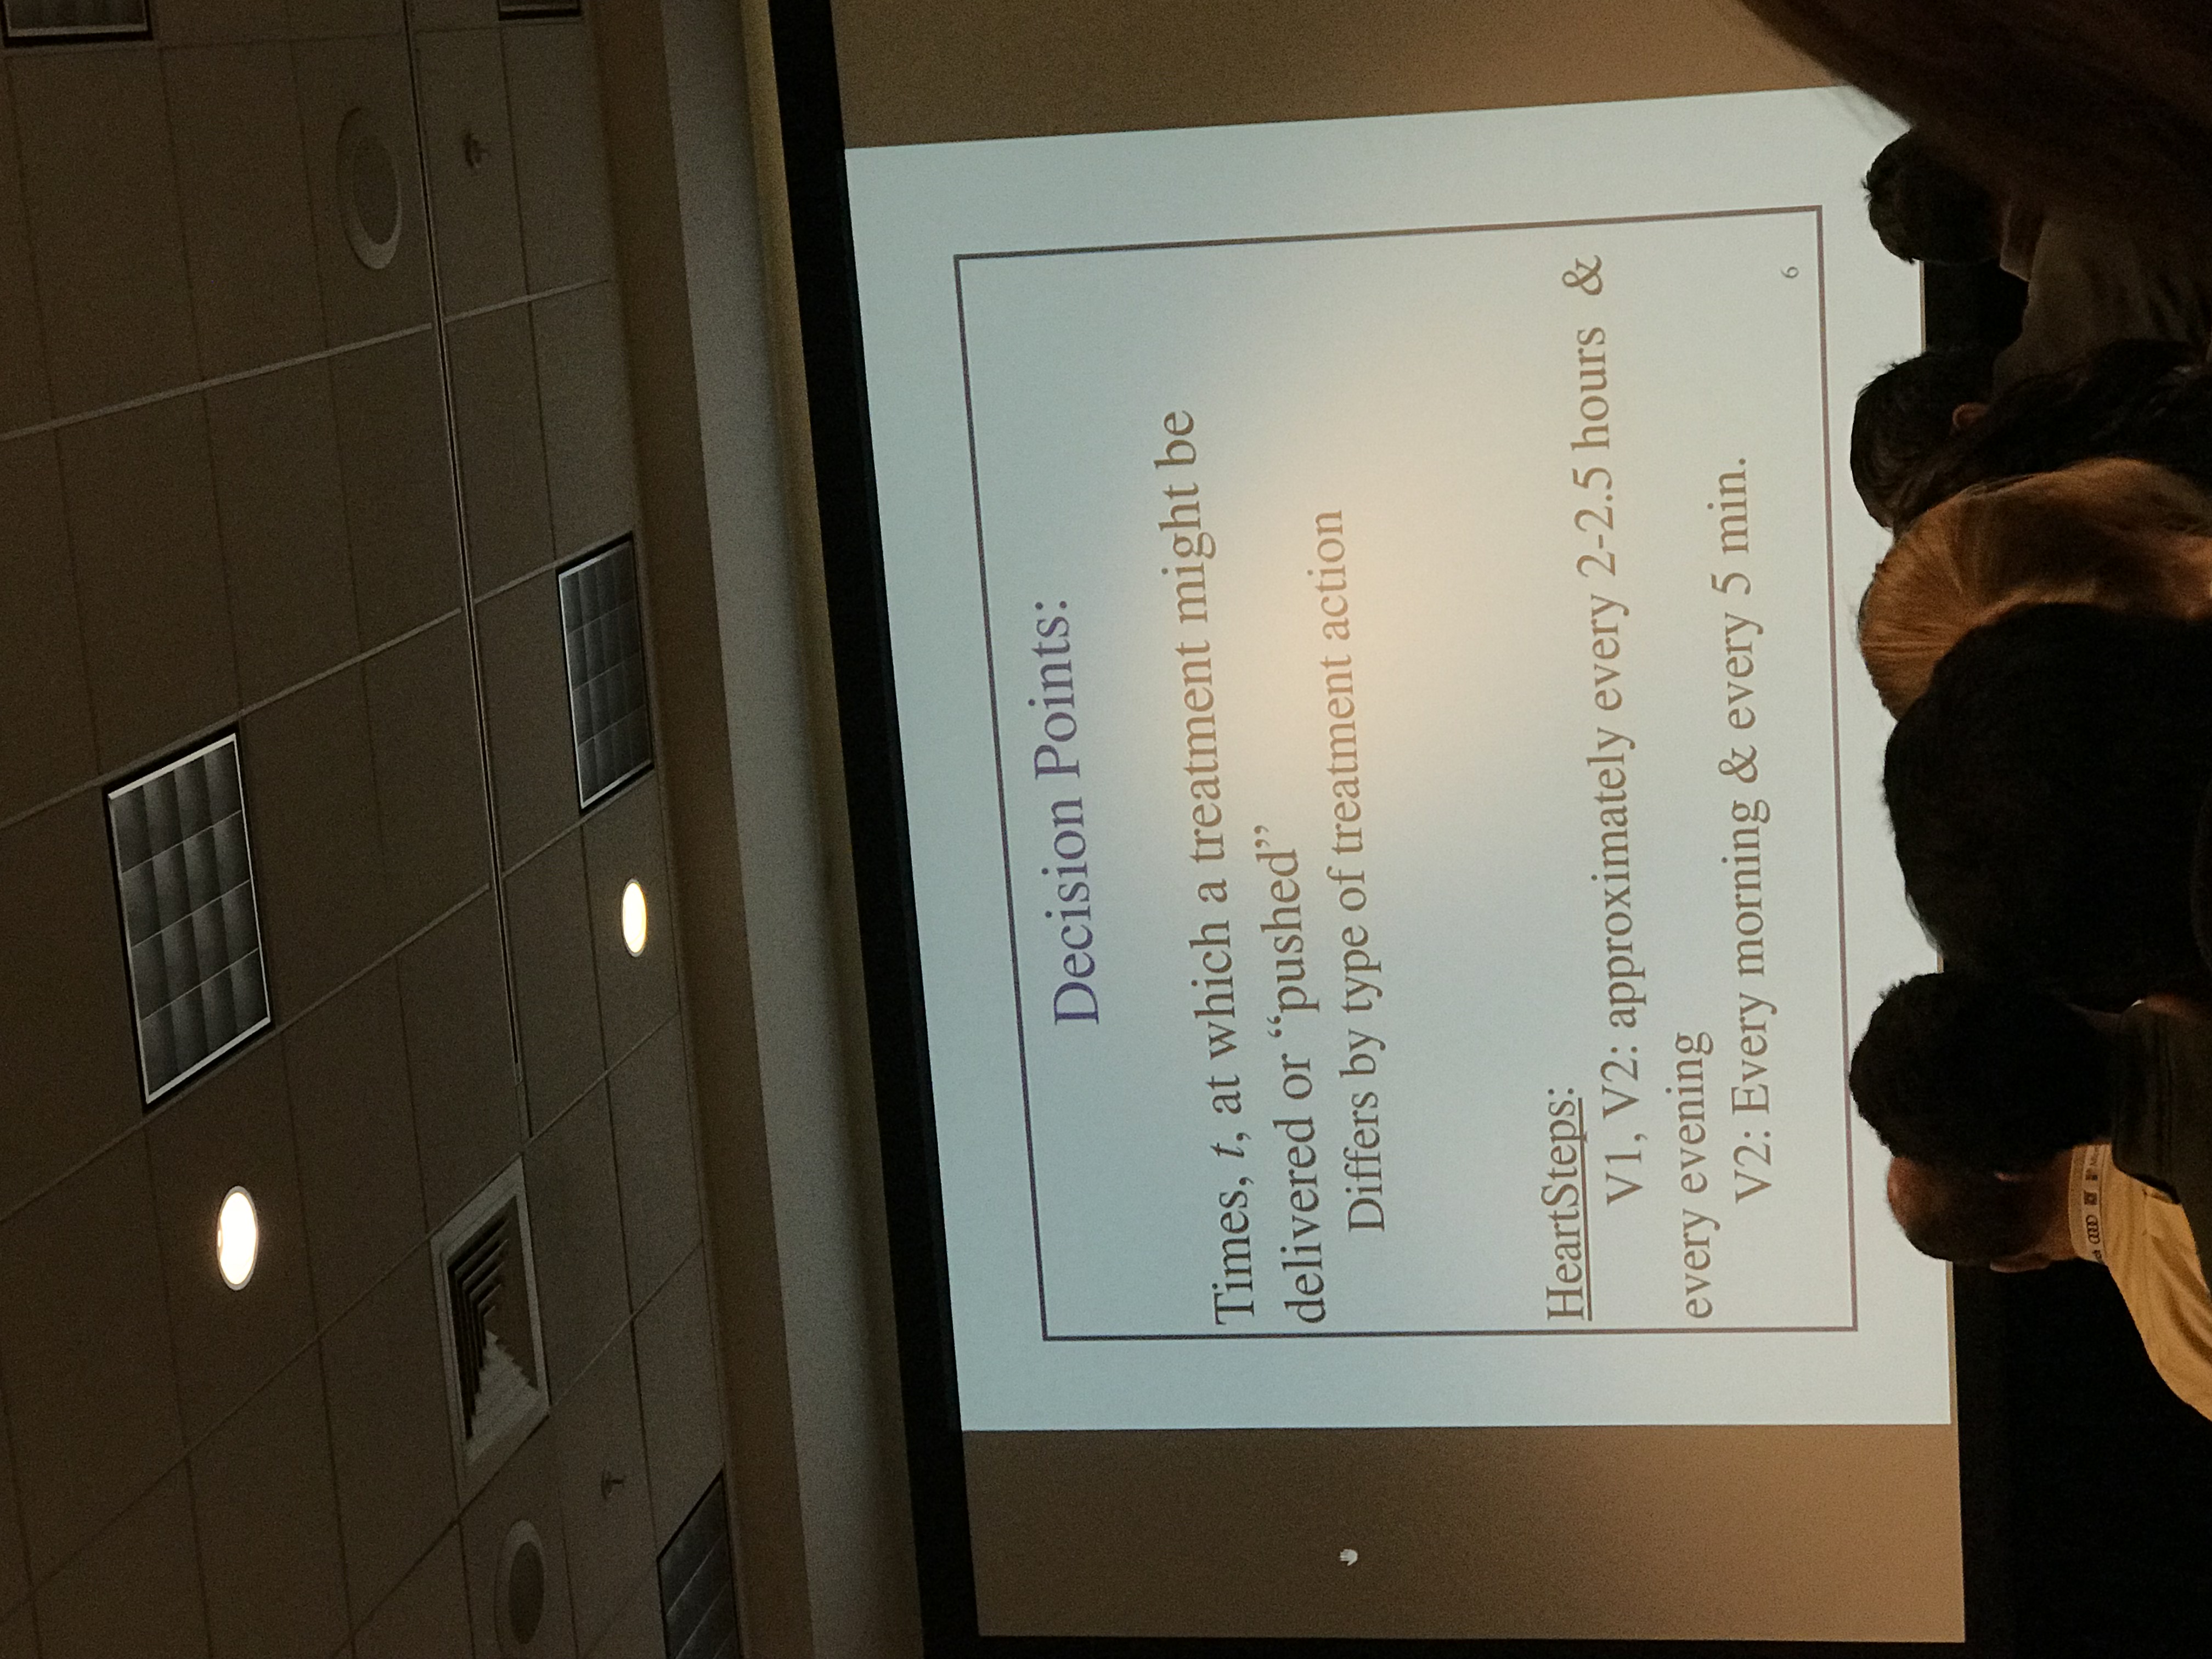 Decision Points:
Times, t, at which a treatment might be
delivered or “pushed”
Differs by type of treatment action
HeartSteps:
V1, V2: approximately every 2-2.5 hours &
every evening
V2: Every morning & every 5 min.
6